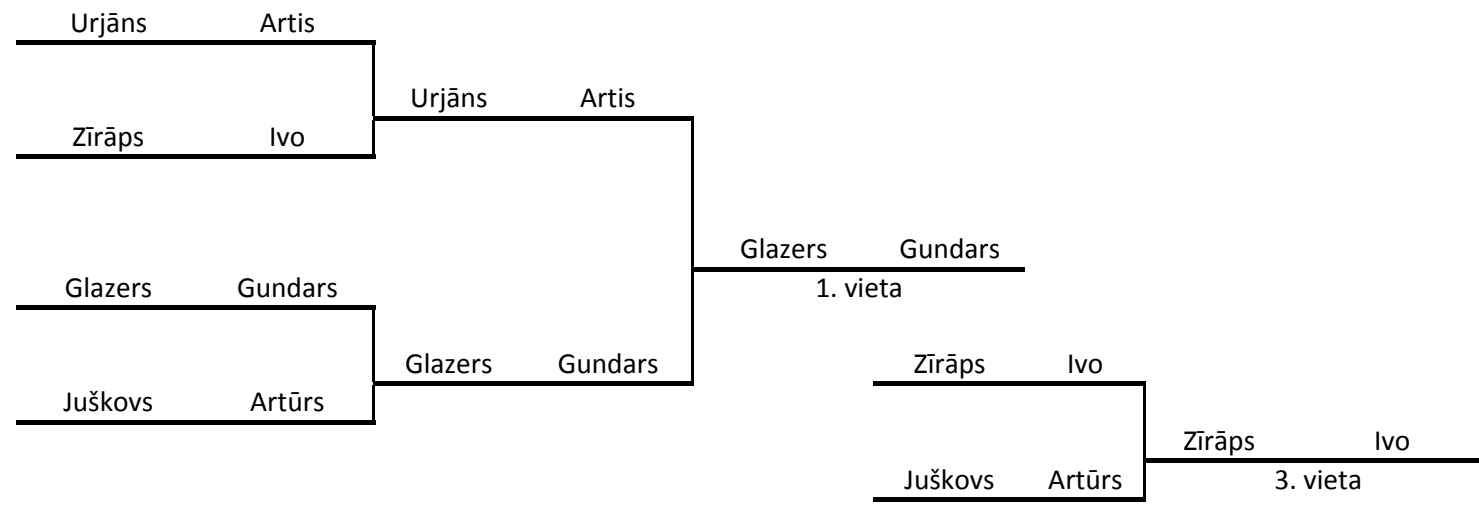 Urjāns Artis
Urjāns Artis
Zīrāps Ivo
Glazers Gundars
1. vieta
Glazers Gundars
Glazers Gundars
Juškovs Artūrs
Zīrāps Ivo
Zīrāps Ivo
3. vieta
Juškovs Artūrs